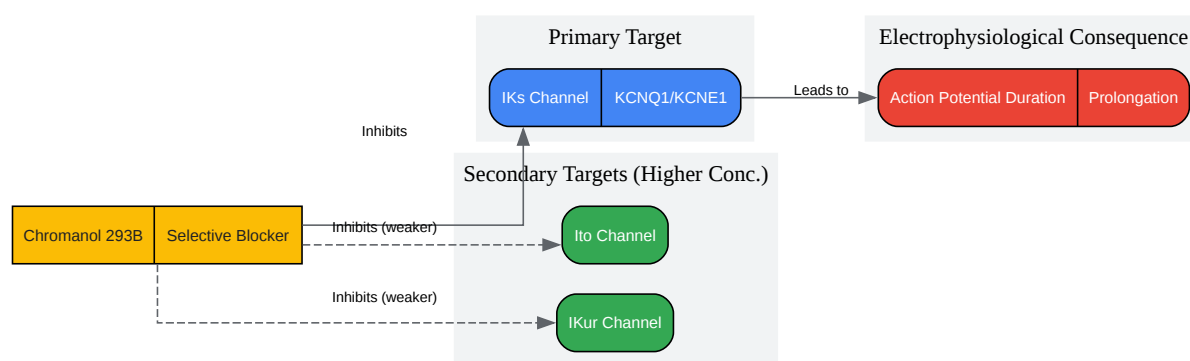 Primary Target
Electrophysiological Consequence
IKs Channel
KCNQ1/KCNE1
Leads to
Action Potential Duration
Prolongation
Inhibits
Secondary Targets (Higher Conc.)
Chromanol 293B
Selective Blocker
Inhibits (weaker)
Ito Channel
Inhibits (weaker)
IKur Channel